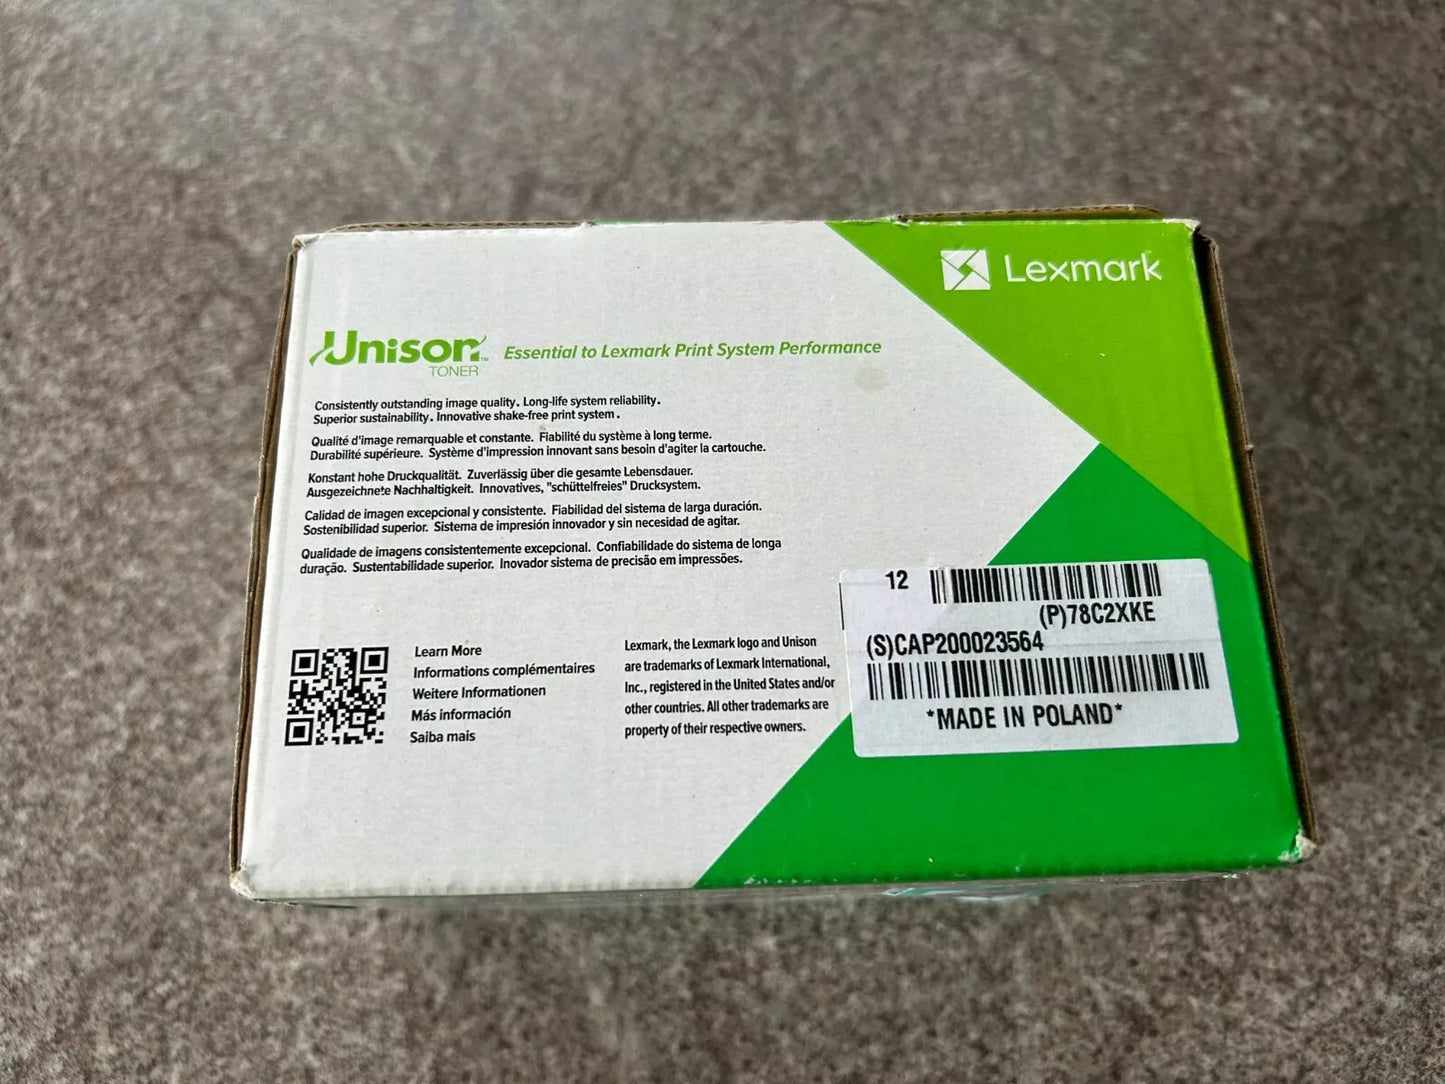 Lexmark
Unison™ Essential to Lexmark Print System Performance
TONER
Consistently outstanding image quality. Long-life system reliability.
Superior sustainability. Innovative shake-free print system.
Qualité d'image remarquable et constante. Fiabilité du système à long terme.
Durabilité supérieure. Système d'impression innovant sans besoin d'agiter la cartouche.
Konstant hohe Druckqualität. Zuverlässig über die gesamte Lebensdauer.
Ausgezeichnete Nachhaltigkeit. Innovatives, "schüttelfreies" Drucksystem.
Calidad de imagen excepcional y consistente. Fiabilidad del sistema de larga duración.
Sostenibilidad superior. Sistema de impresión innovador y sin necesidad de agitar.
Qualidade de imagens consistentemente excepcional. Confiabilidade do sistema de longa
duração. Sustentabilidade superior. Inovador sistema de precisão em impressões.
Learn More
Informations complémentaires
Weitere Informationen
Más información
Saiba mais
Lexmark, the Lexmark logo and Unison
are trademarks of Lexmark International,
Inc., registered in the United States and/or
other countries. All other trademarks are
property of their respective owners.
12
(P)78C2XKE
(S)CAP200023564
*MADE IN POLAND*